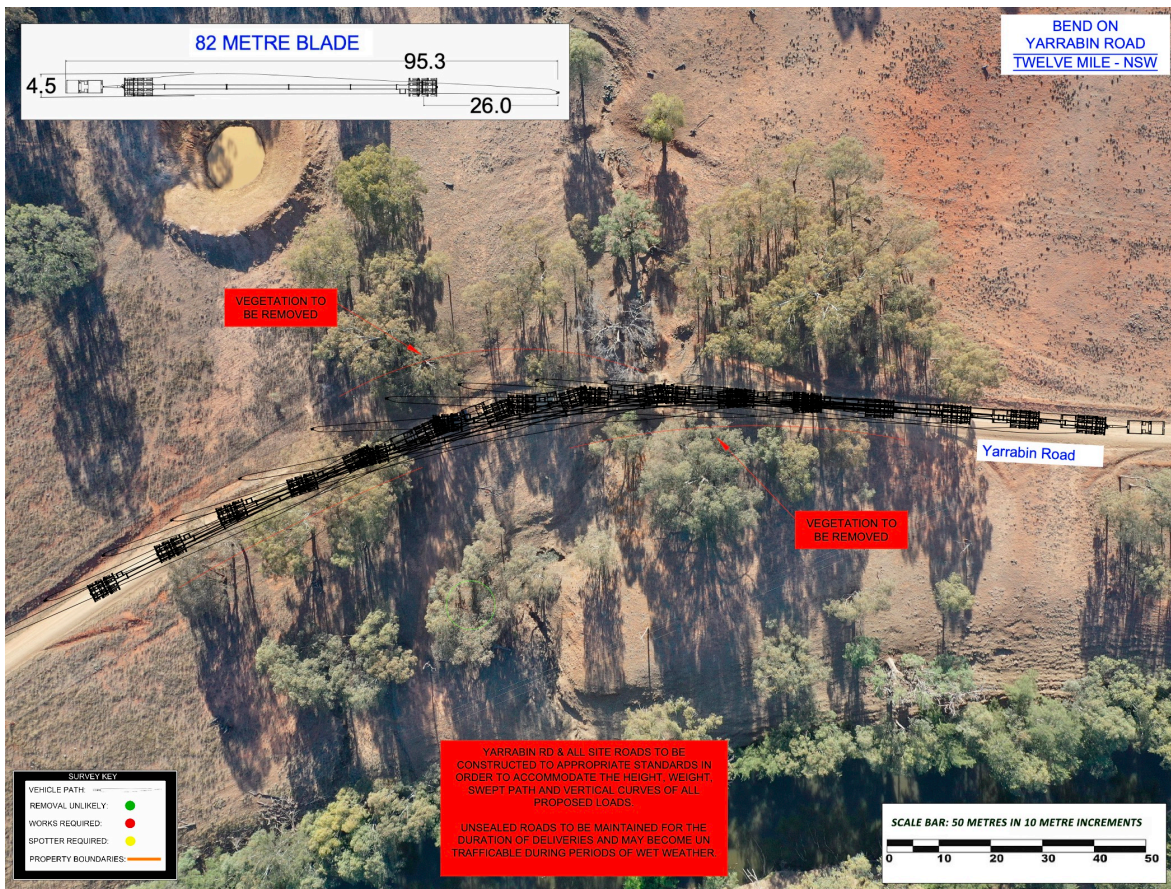 82 METRE BLADE
95.3
4.5
26.0
BEND ON
YARRABIN ROAD
TWELVE MILE - NSW
VEGETATION TO
BE REMOVED
Yarrabin Road
VEGETATION TO
BE REMOVED
YARRABIN RD & ALL SITE ROADS TO BE
CONSTRUCTED TO APPROPRIATE STANDARDS IN
ORDER TO ACCOMMODATE THE HEIGHT, WEIGHT,
SWEPT PATH AND VERTICAL CURVES OF ALL
PROPOSED LOADS.
UNSEALED ROADS TO BE MAINTAINED FOR THE
DURATION OF DELIVERIES AND MAY BECOME UN
TRAFFICABLE DURING PERIODS OF WET WEATHER
SURVEY KEY
VEHICLE PATH:
REMOVAL UNLIKELY:
WORKS REQUIRED:
SPOTTER REQUIRED:
PROPERTY BOUNDARIES:
SCALE BAR: 50 METRES IN 10 METRE INCREMENTS
0 10 20 30 40 50